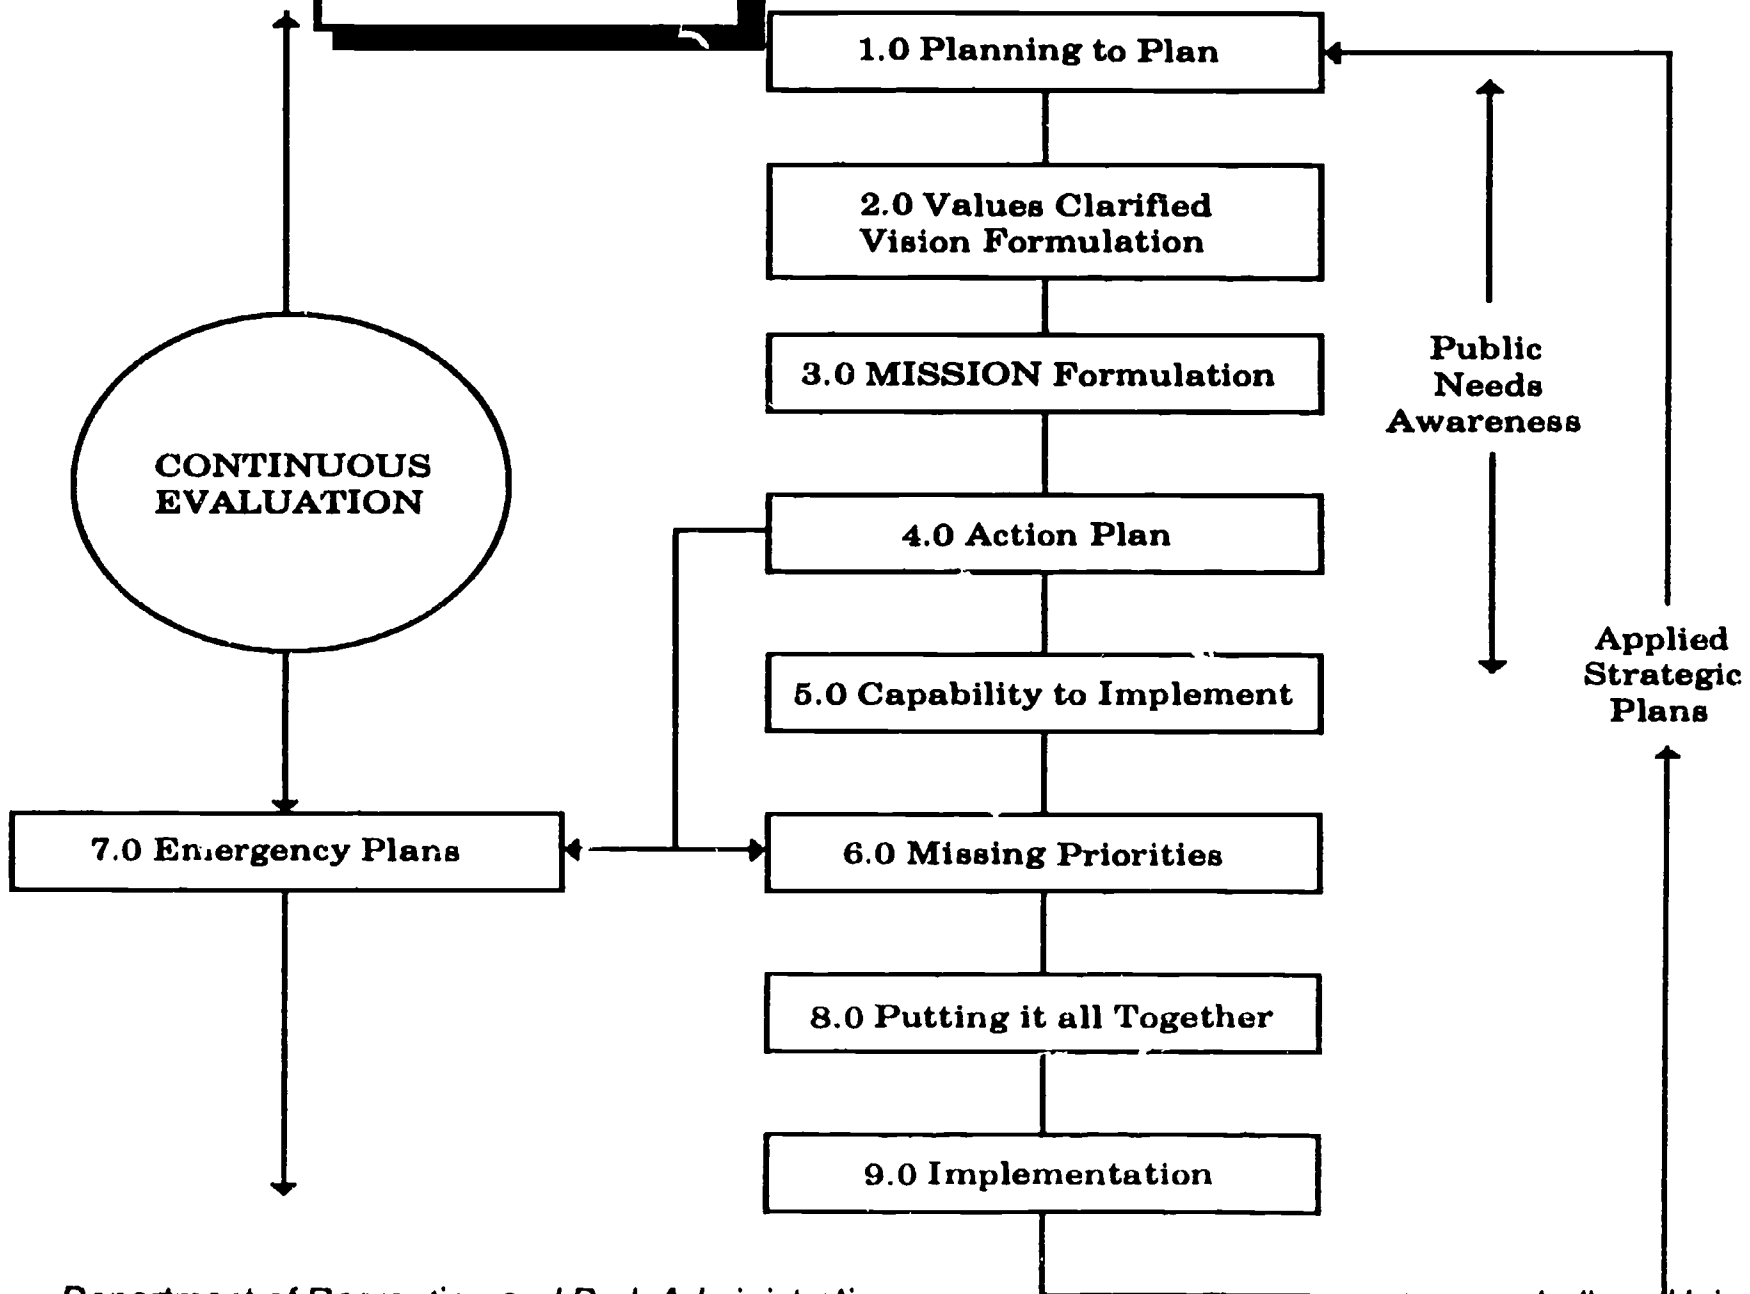 1.0 Planning to Plan
2.0 Values Clarified
Vision Formulation
3.0 MISSION Formulation
Public
Needs
Awareness
CONTINUOUS
EVALUATION
4.0 Action Plan
5.0 Capability to Implement
Applied
Strategic
Plans
7.0 Emergency Plans
6.0 Missing Priorities
8.0 Putting it all Together
9.0 Implementation